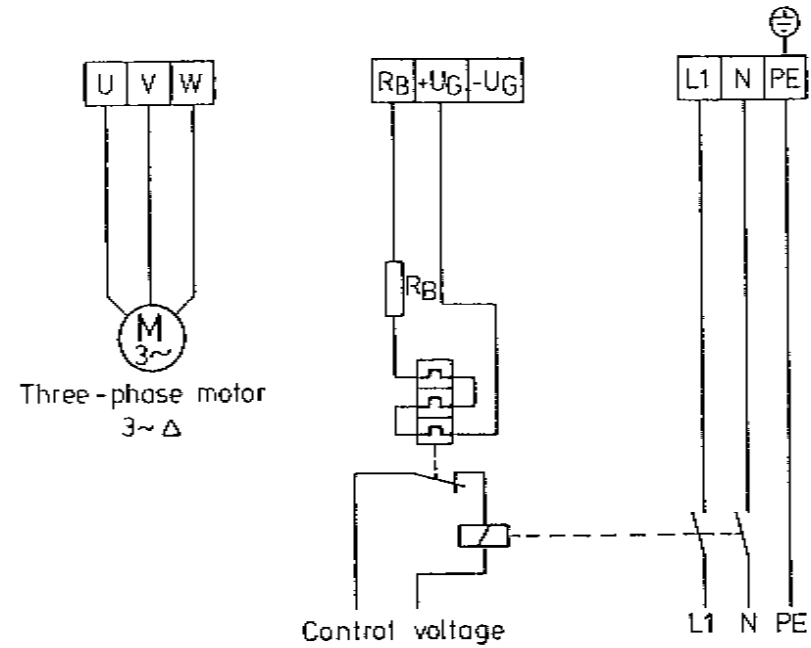 U V W
RB +UG -UG
L1 N PE
RB
M
3~
Three-phase motor
3~ Δ
Control voltage
L1 N PE